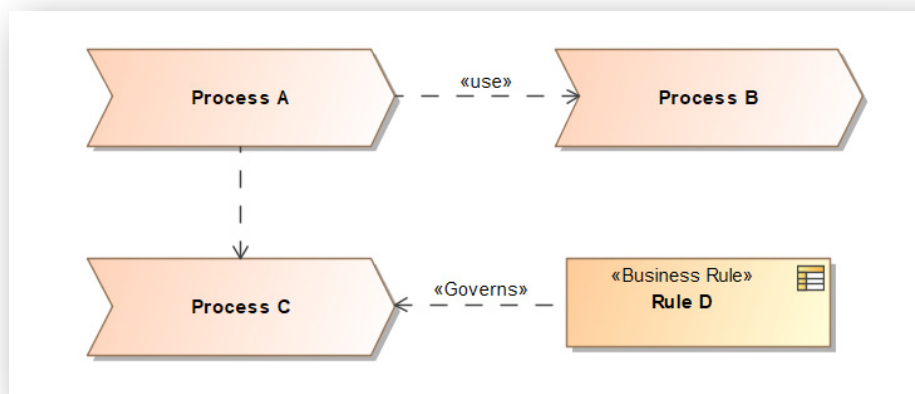 Process A
«use»
Process B
Process C
«Governs»
«Business Rule»
Rule D